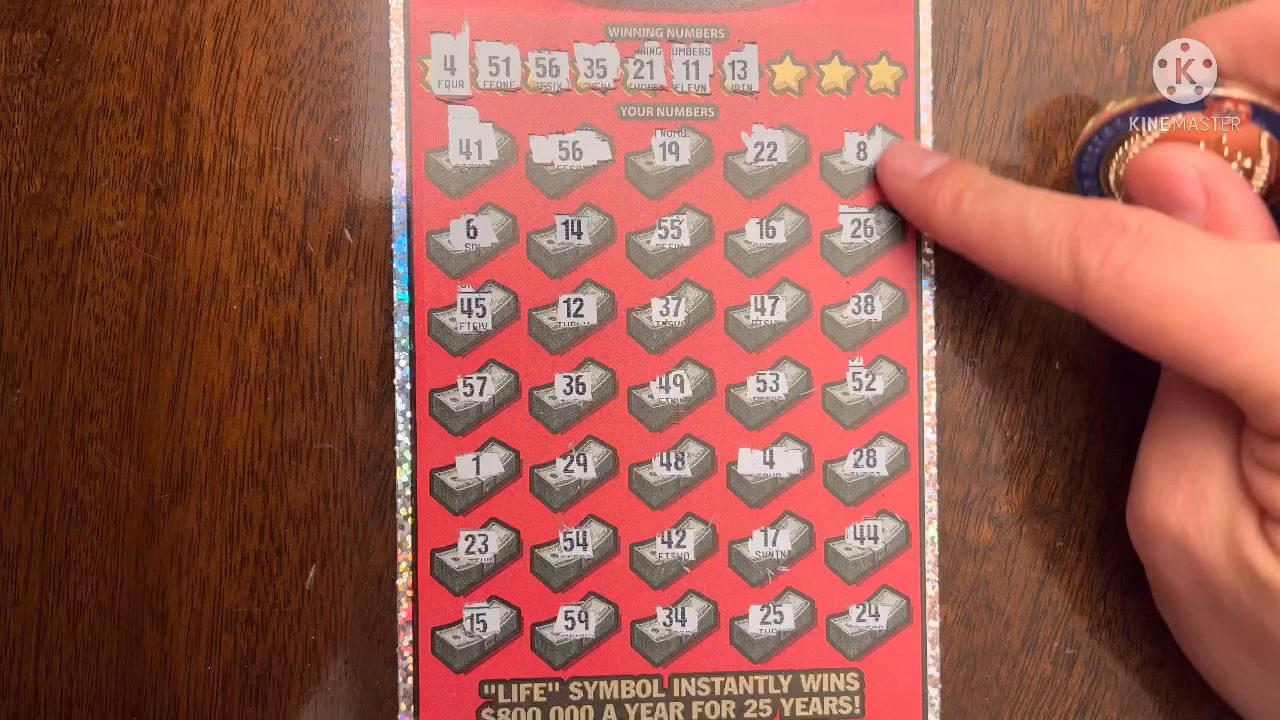 WINNING NUMBERS
4 51 56 35 21 11 13
FOUR
YOUR NUMBERS
41 56 19 22 8
6 14 55 16 26
SIX
45 12 37 47 38
57 36 49 53 52
1 29 48 4 28
23 54 42 17 44
15 59 34 25 24
"LIFE" SYMBOL INSTANTLY WINS
$800,000 A YEAR FOR 25 YEARS!
K
KINEMASTER